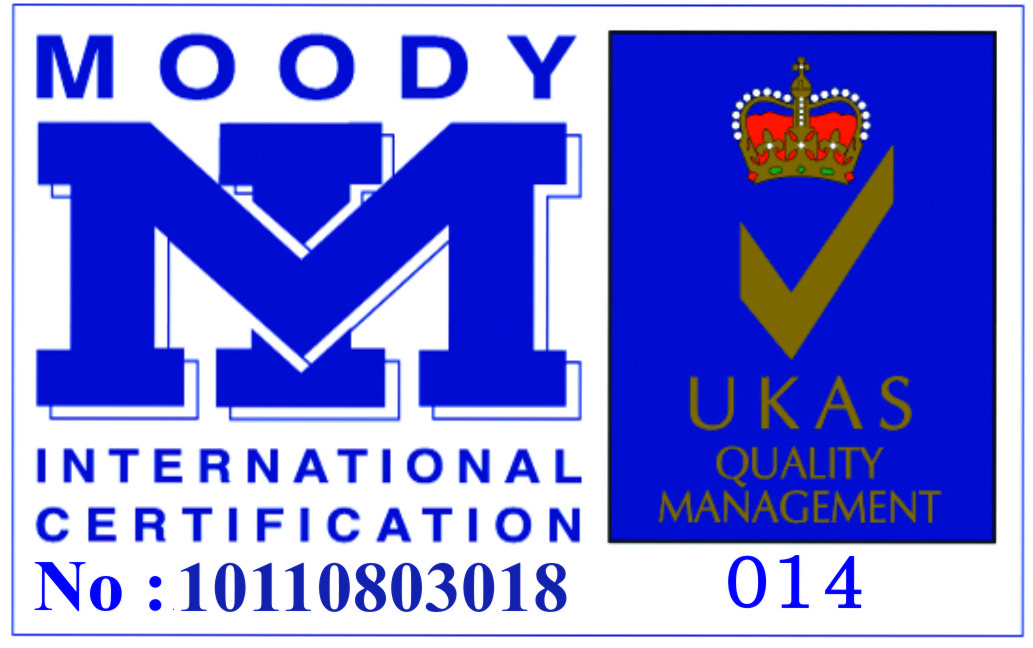 MOODY
INTERNATIONAL
CERTIFICATION
No : 10110803018
UKAS
QUALITY
MANAGEMENT
014